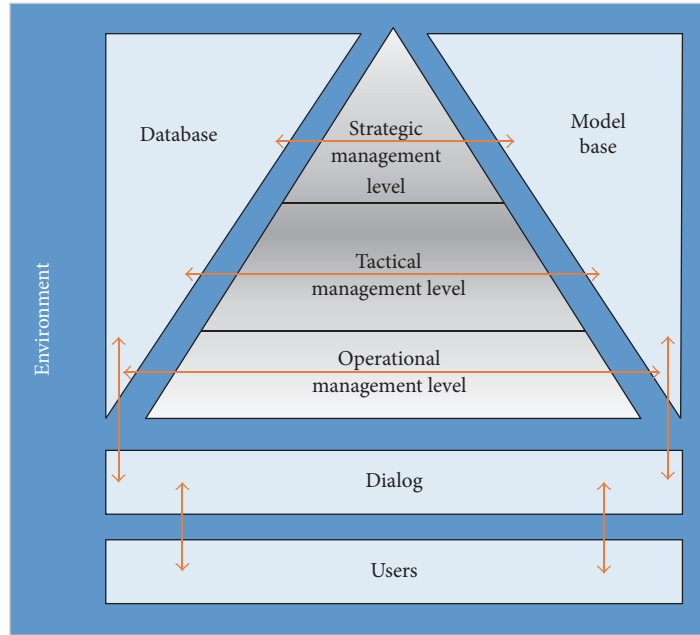 Environment
Database
Strategic
management
level
Model
base
Tactical
management level
Operational
management level
Dialog
Users